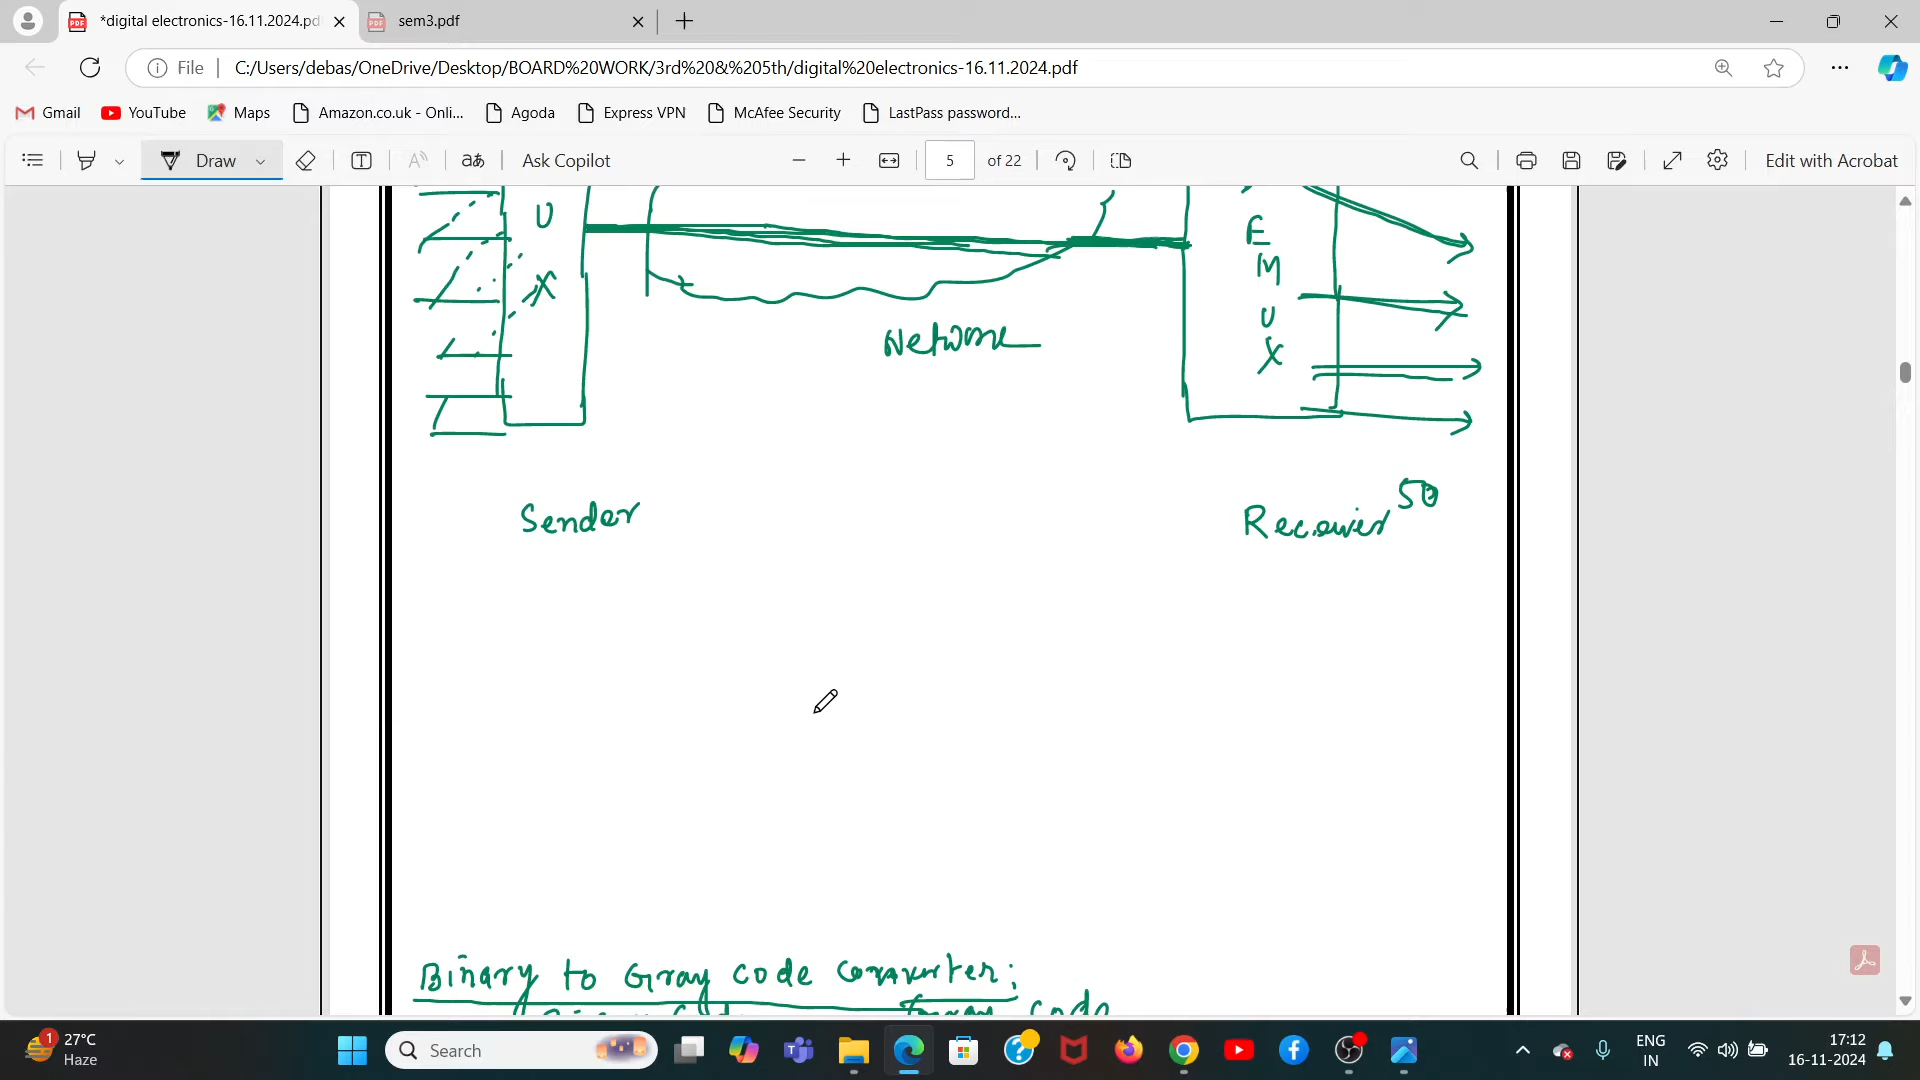 *digital electronics-16.11.2024.pd
sem3.pdf
File
C:/Users/debas/OneDrive/Desktop/BOARD%20WORK/3rd%20&%205th/digital%20electronics-16.11.2024.pdf
Gmail YouTube Maps Amazon.co.uk - Onli... Agoda Express VPN McAfee Security LastPass password...
Draw
Ask Copilot
5 of 22
Edit with Acrobat
U
X
E
M
U
X
Network
Sender
50
Receiver
Binary to Gray code converter:
code
1
27°C
Haze
Search
ENG
IN
17:12
16-11-2024